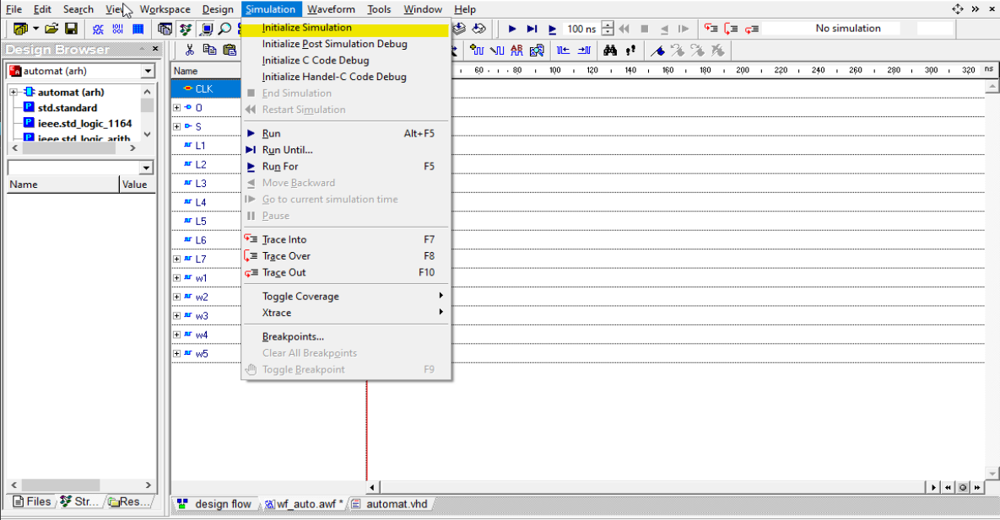 File Edit Search View Workspace Design Simulation Waveform Tools Window Help
100 ns No simulation
Design Browser
automat (arh)
automat (arh)
std.standard
ieee.std_logic_1164
ieee.std_logic_arith
Name Value
Initialize Simulation
Initialize Post Simulation Debug
Initialize C Code Debug
Initialize Handel-C Code Debug
End Simulation
Restart Simulation
Run Alt+F5
Run Until...
Run For F5
Move Backward
Go to current simulation time
Pause
Trace Into F7
Trace Over F8
Trace Out F10
Toggle Coverage
Xtrace
Breakpoints...
Clear All Breakpoints
Toggle Breakpoint F9
Name
CLK
O
S
L1
L2
L3
L4
L5
L6
L7
w1
w2
w3
w4
w5
60 80 100 120 140 160 180 200 220 240 260 280 300 320 ns
Files Str... Res...
design flow wf_auto.awf * automat.vhd